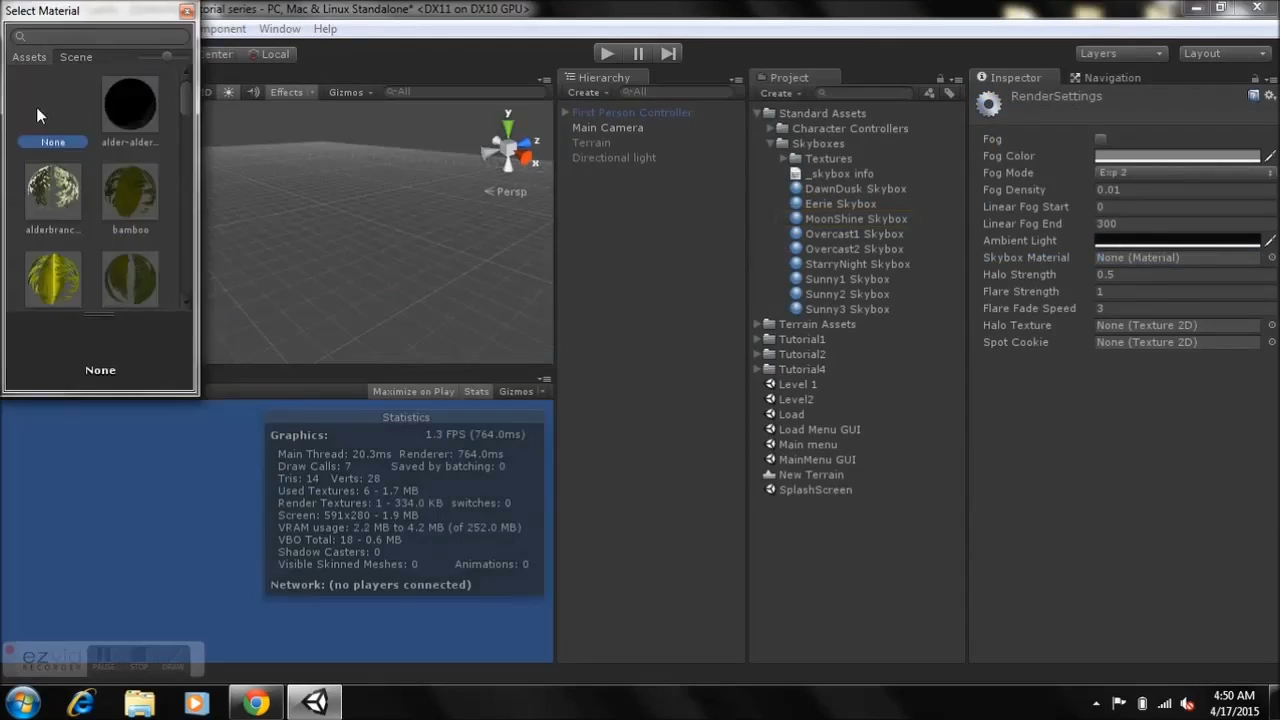 Select Material
torial series - PC, Mac & Linux Standalone* <DX11 on DX10 GPU>
omponent Window Help
Assets Scene
None
alder-alder...
alderbranc...
bamboo
None
Center Local
Layers Layout
Effects Gizmos All
y
z
Persp
Maximize on Play Stats Gizmos
Statistics
Graphics: 1.3 FPS (764.0ms)
Main Thread: 20.3ms Renderer: 764.0ms
Draw Calls: 7 Saved by batching: 0
Tris: 14 Verts: 28
Used Textures: 6 - 1.7 MB
Render Textures: 1 - 334.0 KB switches: 0
Screen: 591x280 - 1.9 MB
VRAM usage: 2.2 MB to 4.2 MB (of 252.0 MB)
VBO Total: 18 - 0.6 MB
Shadow Casters: 0
Visible Skinned Meshes: 0 Animations: 0
Network: (no players connected)
Hierarchy
Create All
First Person Controller
Main Camera
Terrain
Directional light
Project
Create
Standard Assets
Character Controllers
Skyboxes
Textures
_skybox info
DawnDusk Skybox
Eerie Skybox
MoonShine Skybox
Overcast1 Skybox
Overcast2 Skybox
StarryNight Skybox
Sunny1 Skybox
Sunny2 Skybox
Sunny3 Skybox
Terrain Assets
Tutorial1
Tutorial2
Tutorial4
Level 1
Level2
Load
Load Menu GUI
Main menu
MainMenu GUI
New Terrain
SplashScreen
Inspector Navigation
RenderSettings
Fog
Fog Color
Fog Mode Exp 2
Fog Density 0.01
Linear Fog Start 0
Linear Fog End 300
Ambient Light
Skybox Material None (Material)
Halo Strength 0.5
Flare Strength 1
Flare Fade Speed 3
Halo Texture None (Texture 2D)
Spot Cookie None (Texture 2D)
ezvid
RECORDER PAUSE STOP DRAW
4:50 AM
4/17/2015